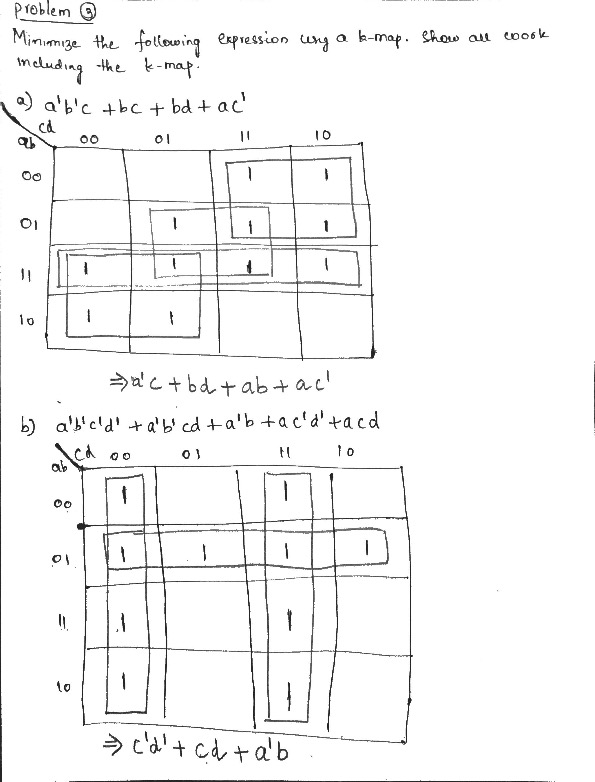 Problem ③
Minimize the following expression using a k-map. Show all work
including the k-map.
a) a'b'c + bc + bd + ac'
cd
ab 00 01 11 10
00 1 1
01 1 1 1
11 1 1 1 1
10 1 1
⇒ a'c + bd + ab + ac'
b) a'b'c'd' + a'b'cd + a'b + ac'd' + acd
cd 00 01 11 10
ab
00 1 1
01 1 1 1 1
11 1 1
10 1 1
⇒ c'd' + cd + a'b